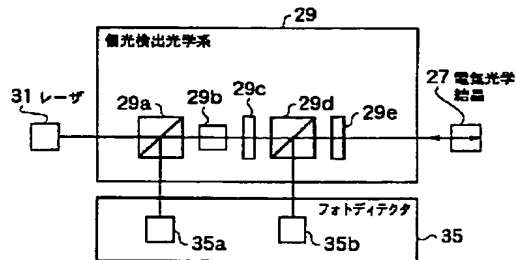 29
偏光検出光学系
31 レーザ
29a
29b
29c
29d
29e
27 電気光学
結晶
フォトディテクタ
35a
35b
35